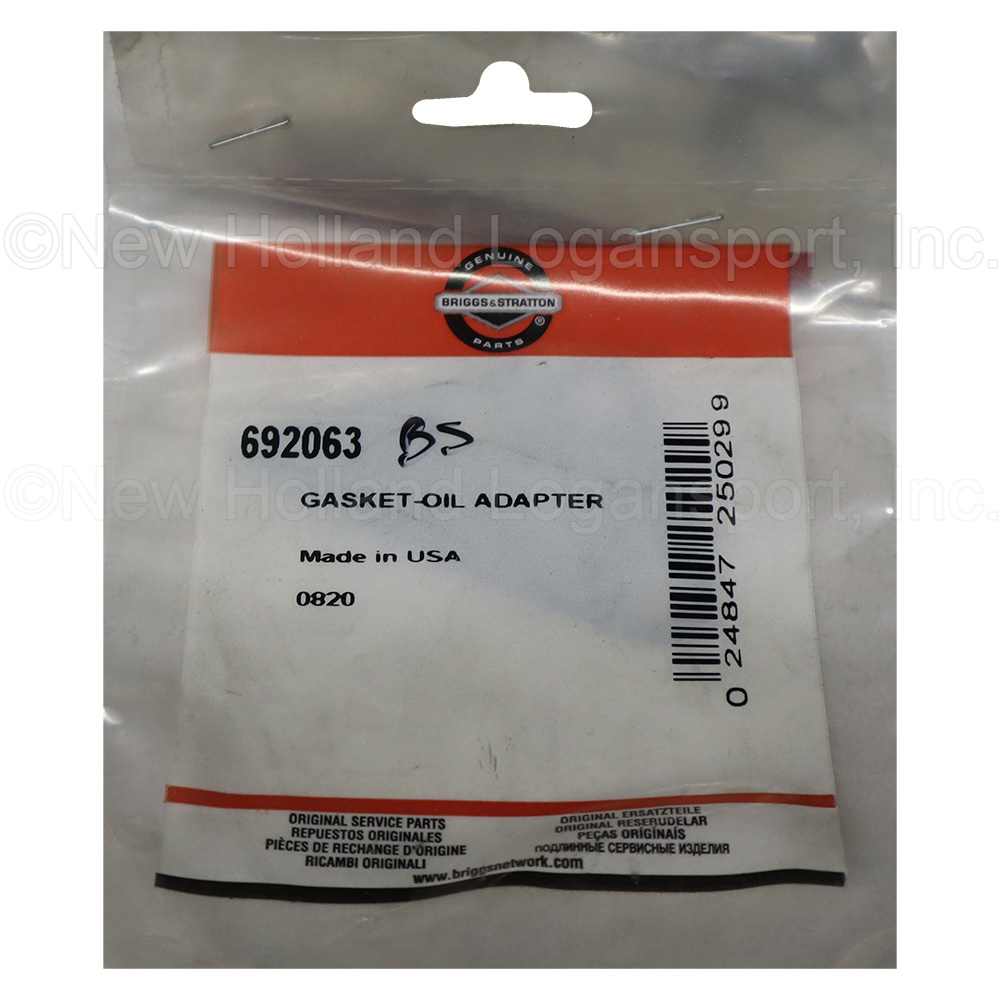 ©New Holland Logansport, Inc.
GENUINE
BRIGGS&STRATTON
®
PARTS
692063 BS
GASKET-OIL ADAPTER
Made in USA
0820
0 24847 25029 9
©New Holland Logansport, Inc.
ORIGINAL SERVICE PARTS
REPUESTOS ORIGINALES
PIÈCES DE RECHANGE D'ORIGINE
RICAMBI ORIGINALI
ORIGINAL ERSATZTEILE
ORIGINAL RESERUDELAR
PEÇAS ORIGINAIS
ПОДЛИННЫЕ СЕРВИСНЫЕ ИЗДЕЛИЯ
www.briggsnetwork.com